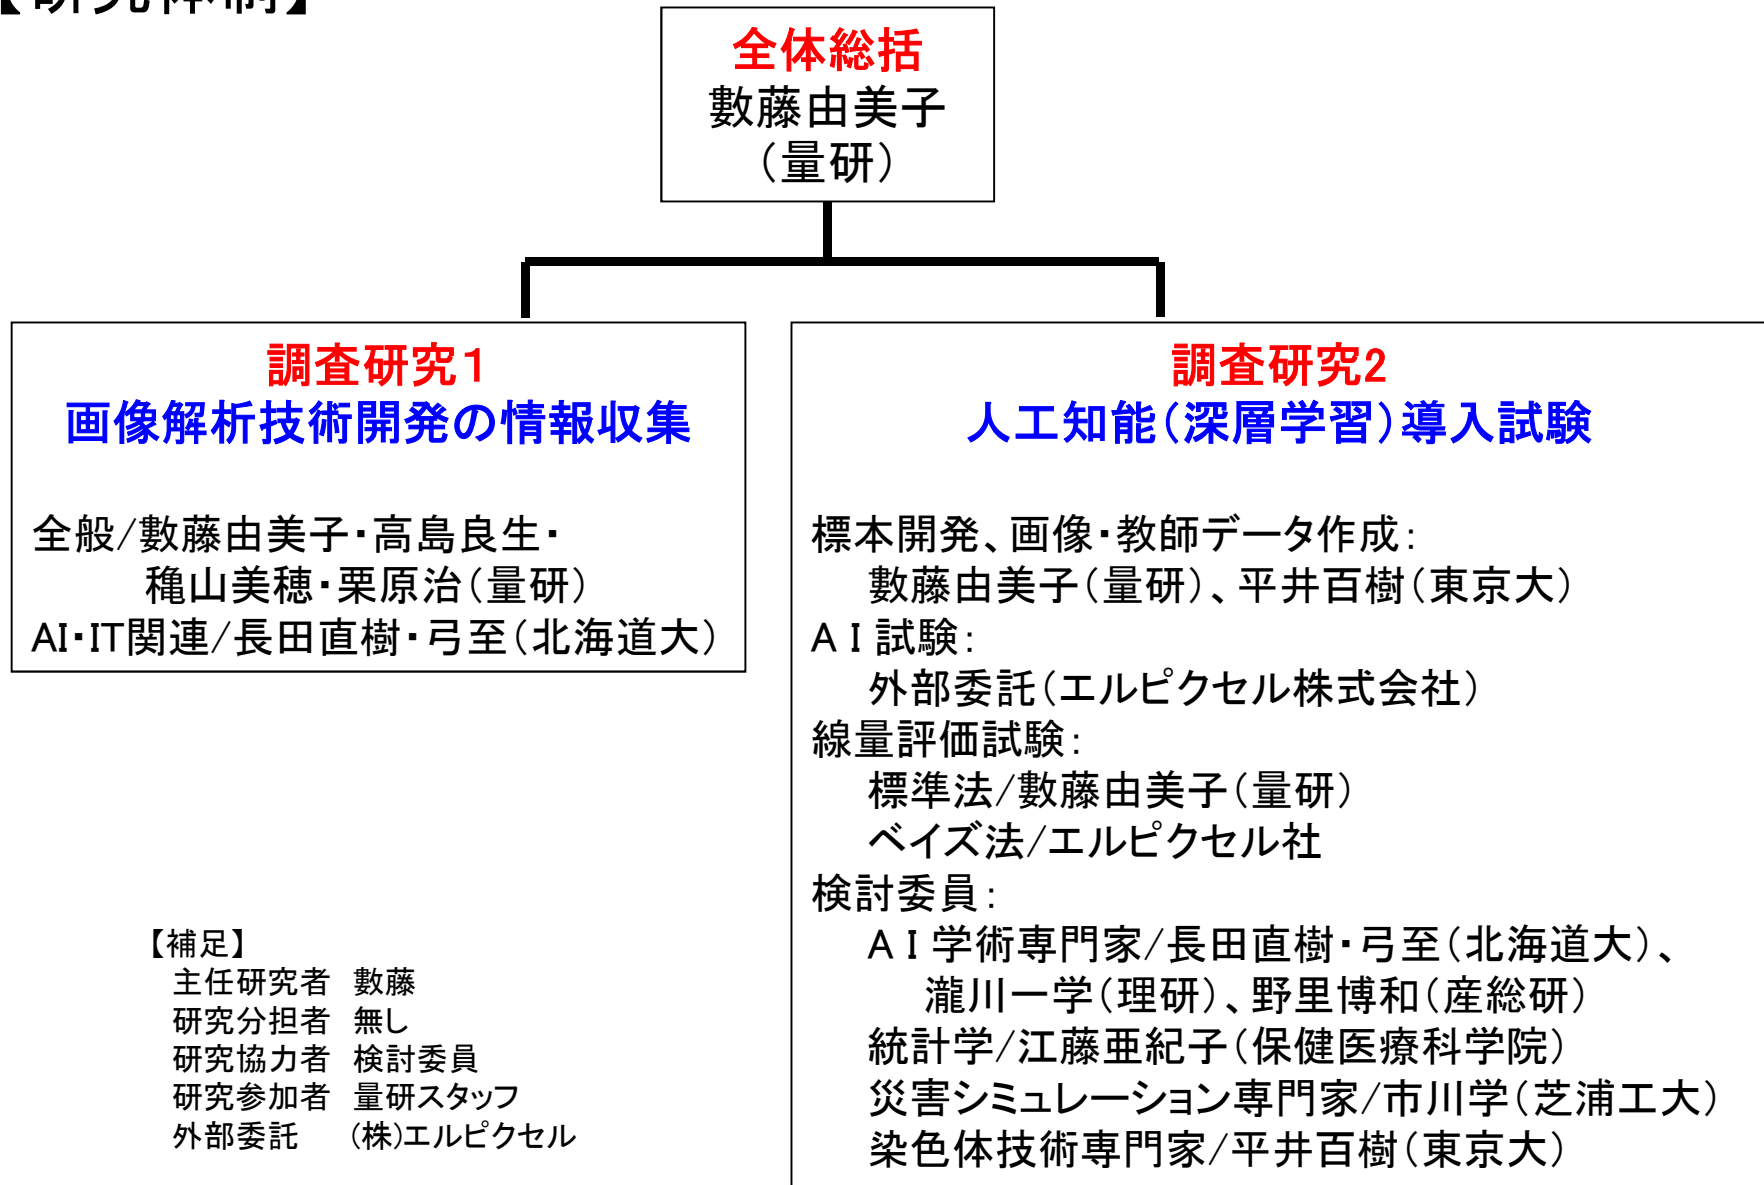 【研究体制】
全体総括
數藤由美子
（量研）
調査研究1
画像解析技術開発の情報収集
全般/數藤由美子・高島良生・
穐山美穂・栗原治（量研）
AI・IT関連/長田直樹・弓至（北海道大）
調査研究2
人工知能（深層学習）導入試験
標本開発、画像・教師データ作成：
數藤由美子（量研）、平井百樹（東京大）
AI試験：
外部委託（エルピクセル株式会社）
線量評価試験：
標準法/數藤由美子（量研）
ベイズ法/エルピクセル社
検討委員：
AI学術専門家/長田直樹・弓至（北海道大）、
瀧川一学（理研）、野里博和（産総研）
統計学/江藤亜紀子（保健医療科学院）
災害シミュレーション専門家/市川学（芝浦工大）
染色体技術専門家/平井百樹（東京大）
【補足】
主任研究者　數藤
研究分担者　無し
研究協力者　検討委員
研究参加者　量研スタッフ
外部委託　（株）エルピクセル